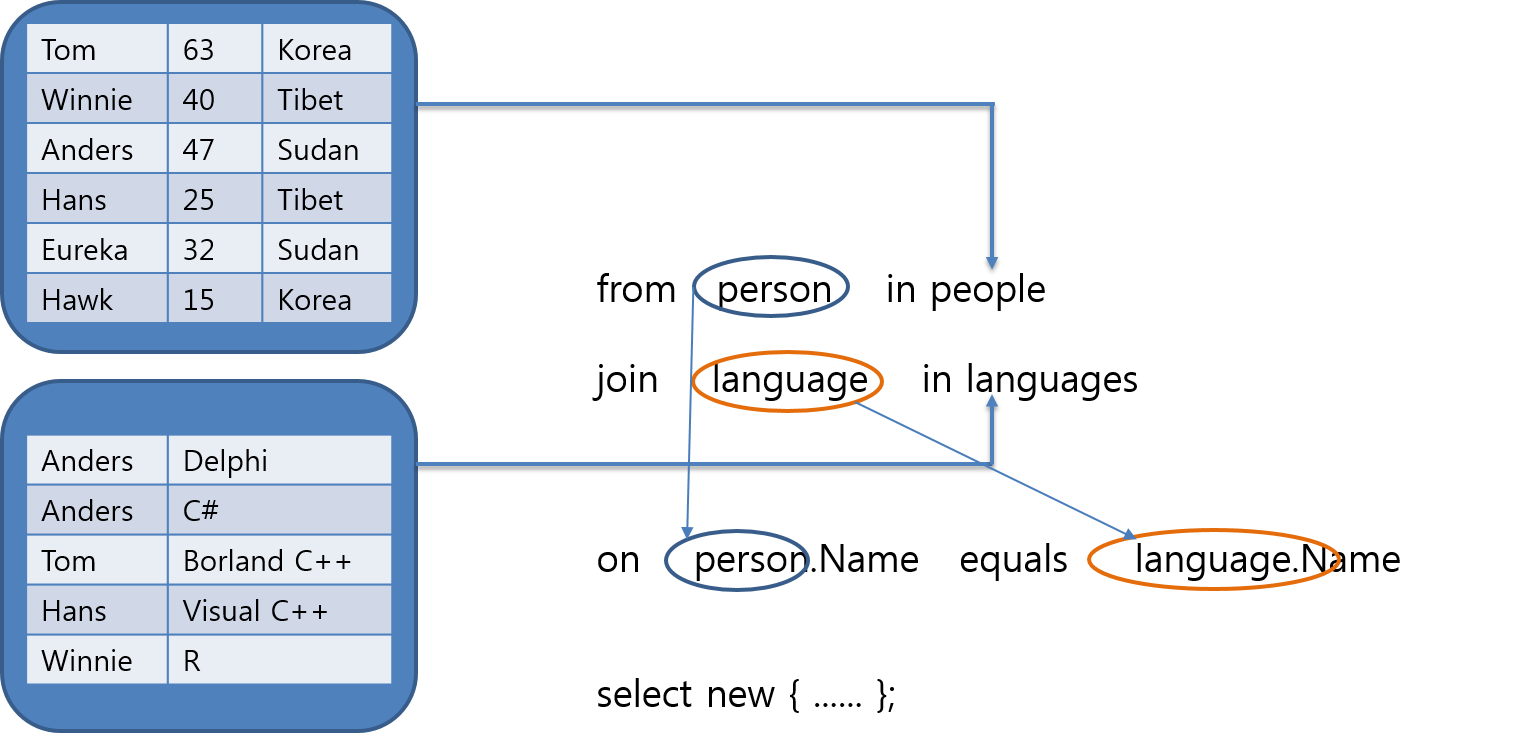 Tom 63 Korea
Winnie 40 Tibet
Anders 47 Sudan
Hans 25 Tibet
Eureka 32 Sudan
Hawk 15 Korea
Anders Delphi
Anders C#
Tom Borland C++
Hans Visual C++
Winnie R
from person in people
join language in languages
on person.Name equals language.Name
select new { ...... };